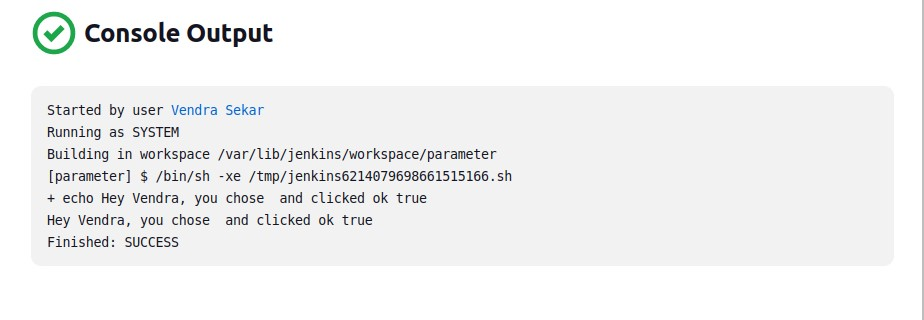 Console Output
Started by user Vendra Sekar
Running as SYSTEM
Building in workspace /var/lib/jenkins/workspace/parameter
[parameter] $ /bin/sh -xe /tmp/jenkins6214079698661515166.sh
+ echo Hey Vendra, you chose  and clicked ok true
Hey Vendra, you chose  and clicked ok true
Finished: SUCCESS